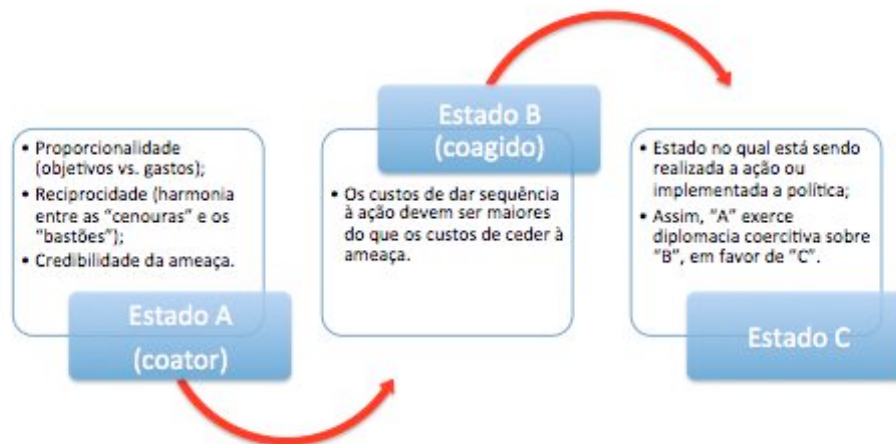 • Proporcionalidade
(objetivos vs. gastos);
• Reciprocidade (harmonia
entre as "cenouras" e os
"bastões");
• Credibilidade da ameaça.
Estado A
(coator)
Estado B
(coagido)
• Os custos de dar sequência
à ação devem ser maiores
do que os custos de ceder à
ameaça.
• Estado no qual está sendo
realizada a ação ou
implementada a política;
• Assim, "A" exerce
diplomacia coercitiva sobre
"B", em favor de "C".
Estado C